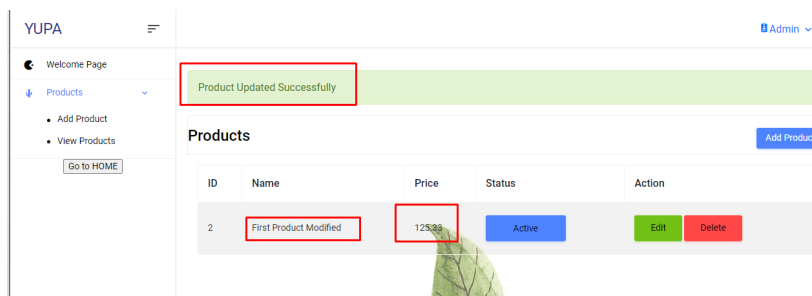 YUPA
Admin
Welcome Page
Products
Add Product
View Products
Go to HOME
Product Updated Successfully
Products
Add Produc
ID Name Price Status Action
2 First Product Modified 125.33 Active Edit Delete